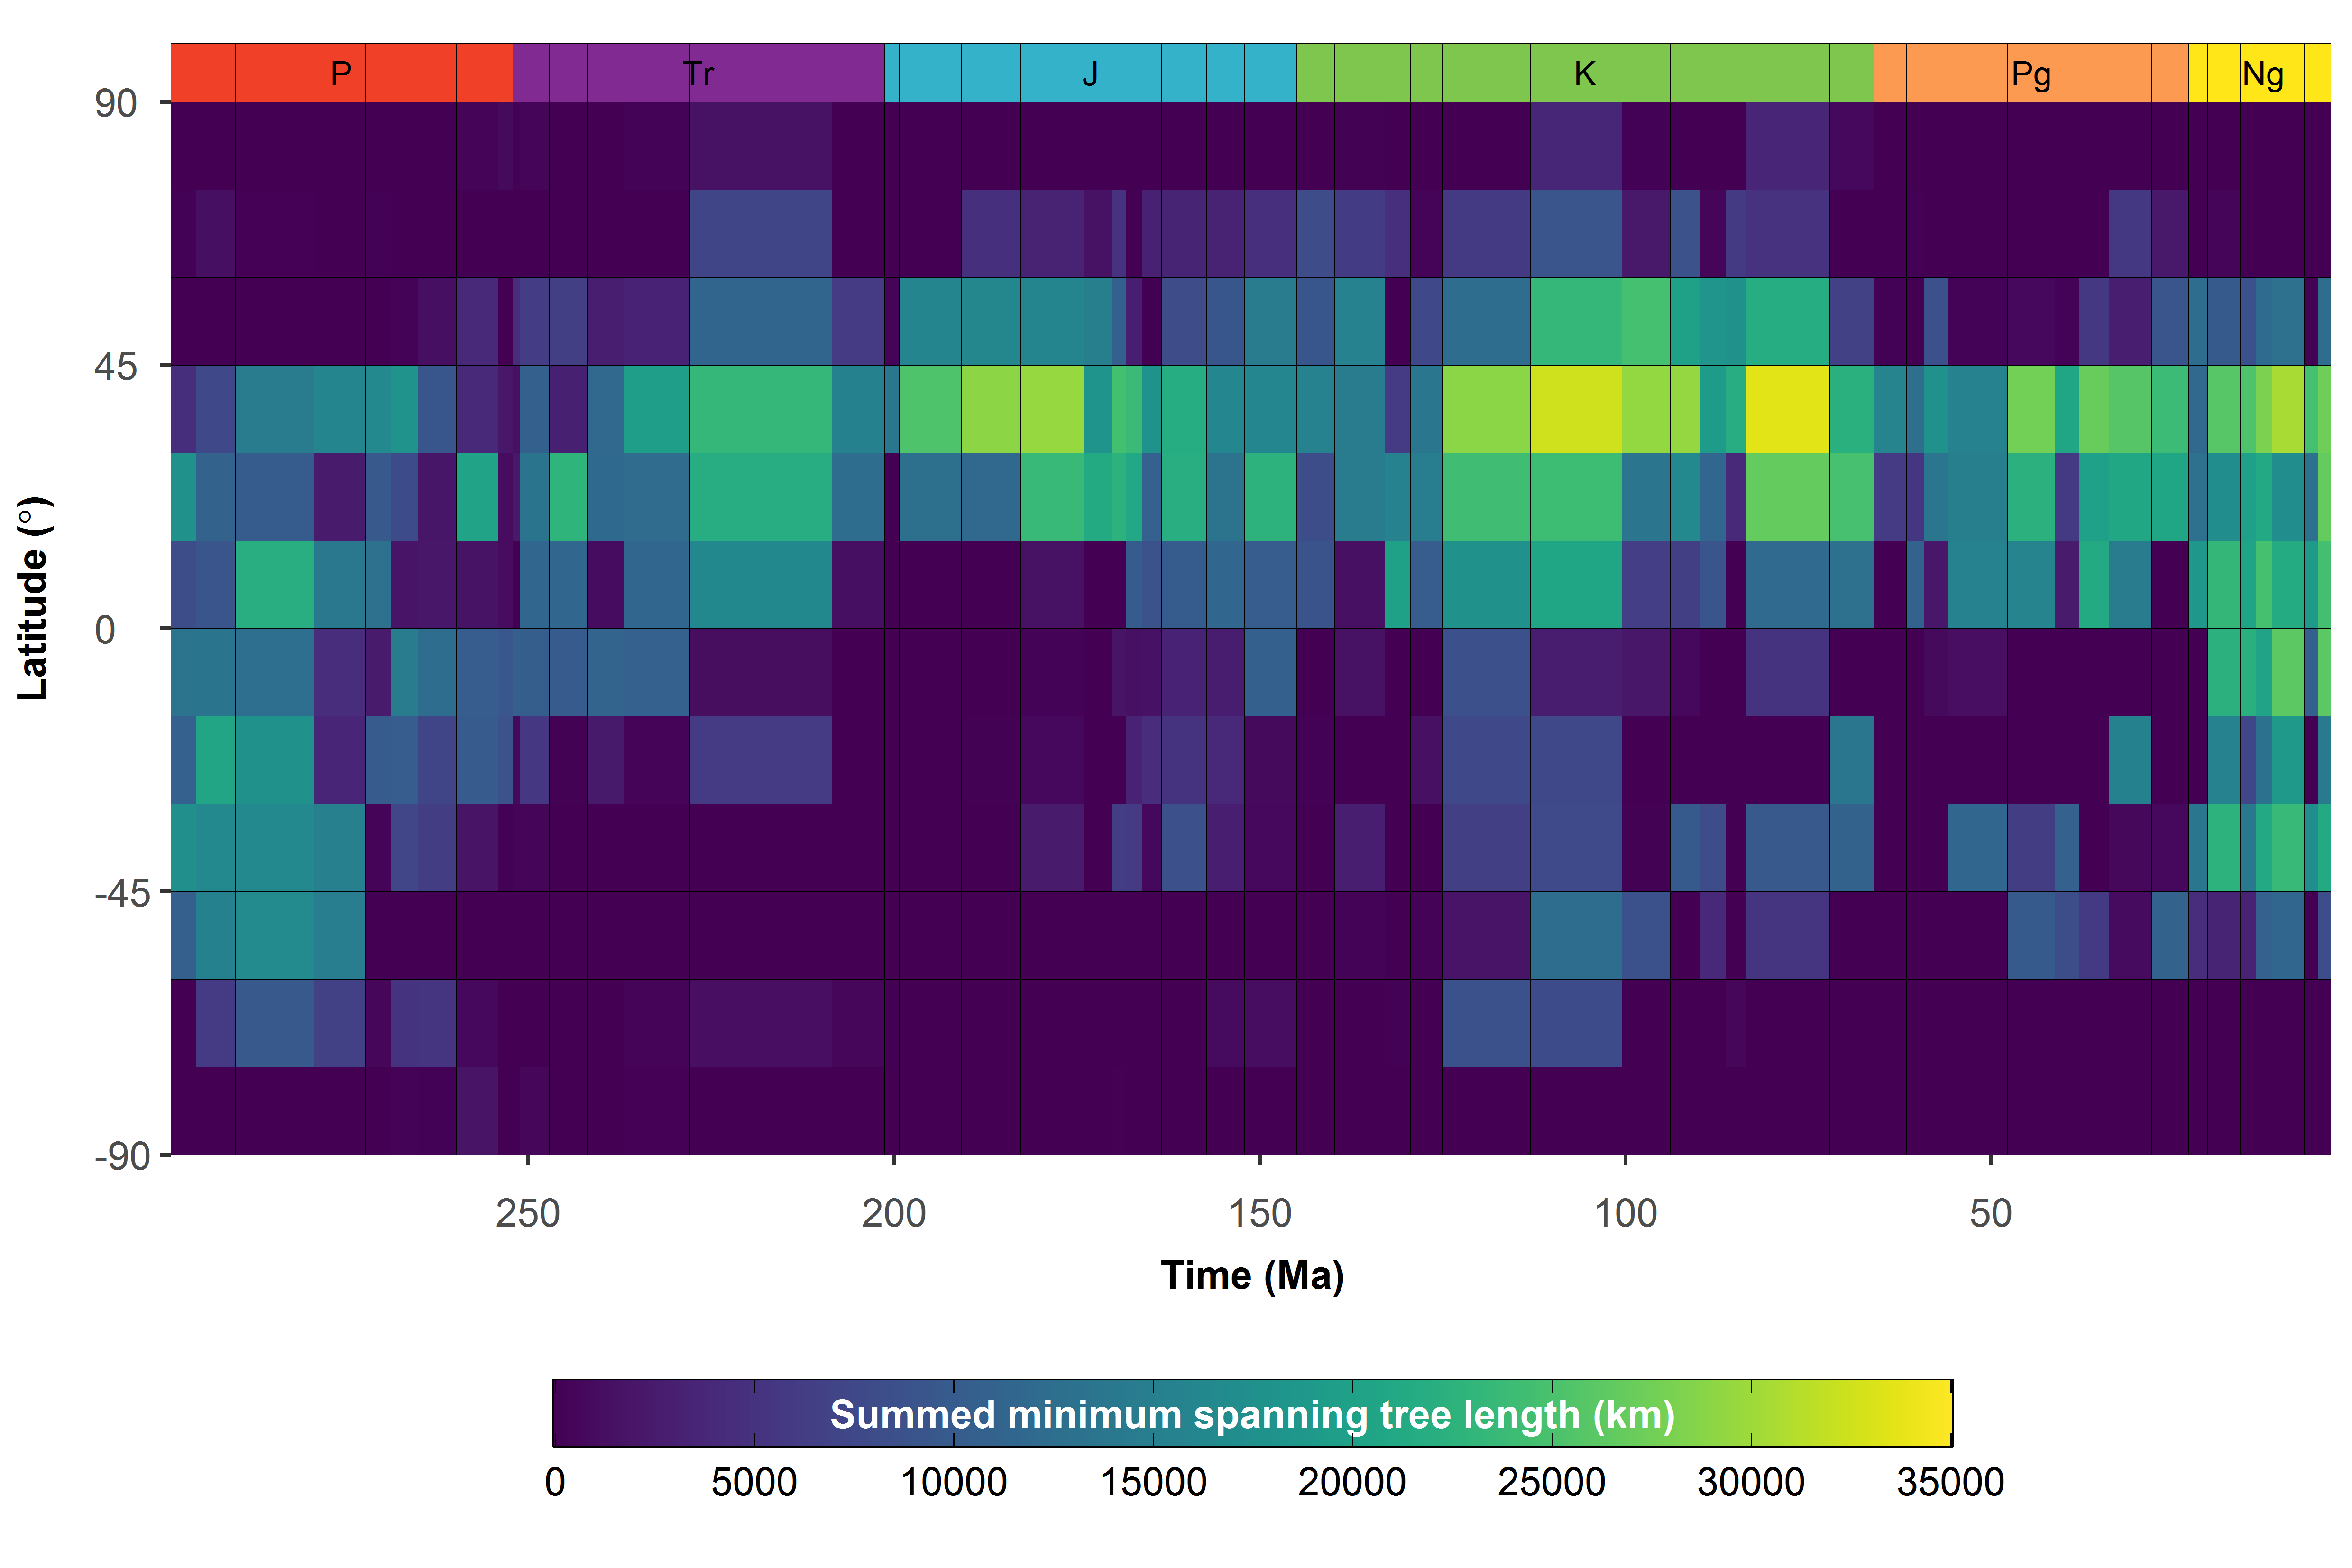 P Tr J K Pg Ng
90
45
0
-45
-90
Latitude (°)
250 200 150 100 50
Time (Ma)
Summed minimum spanning tree length (km)
0 5000 10000 15000 20000 25000 30000 35000